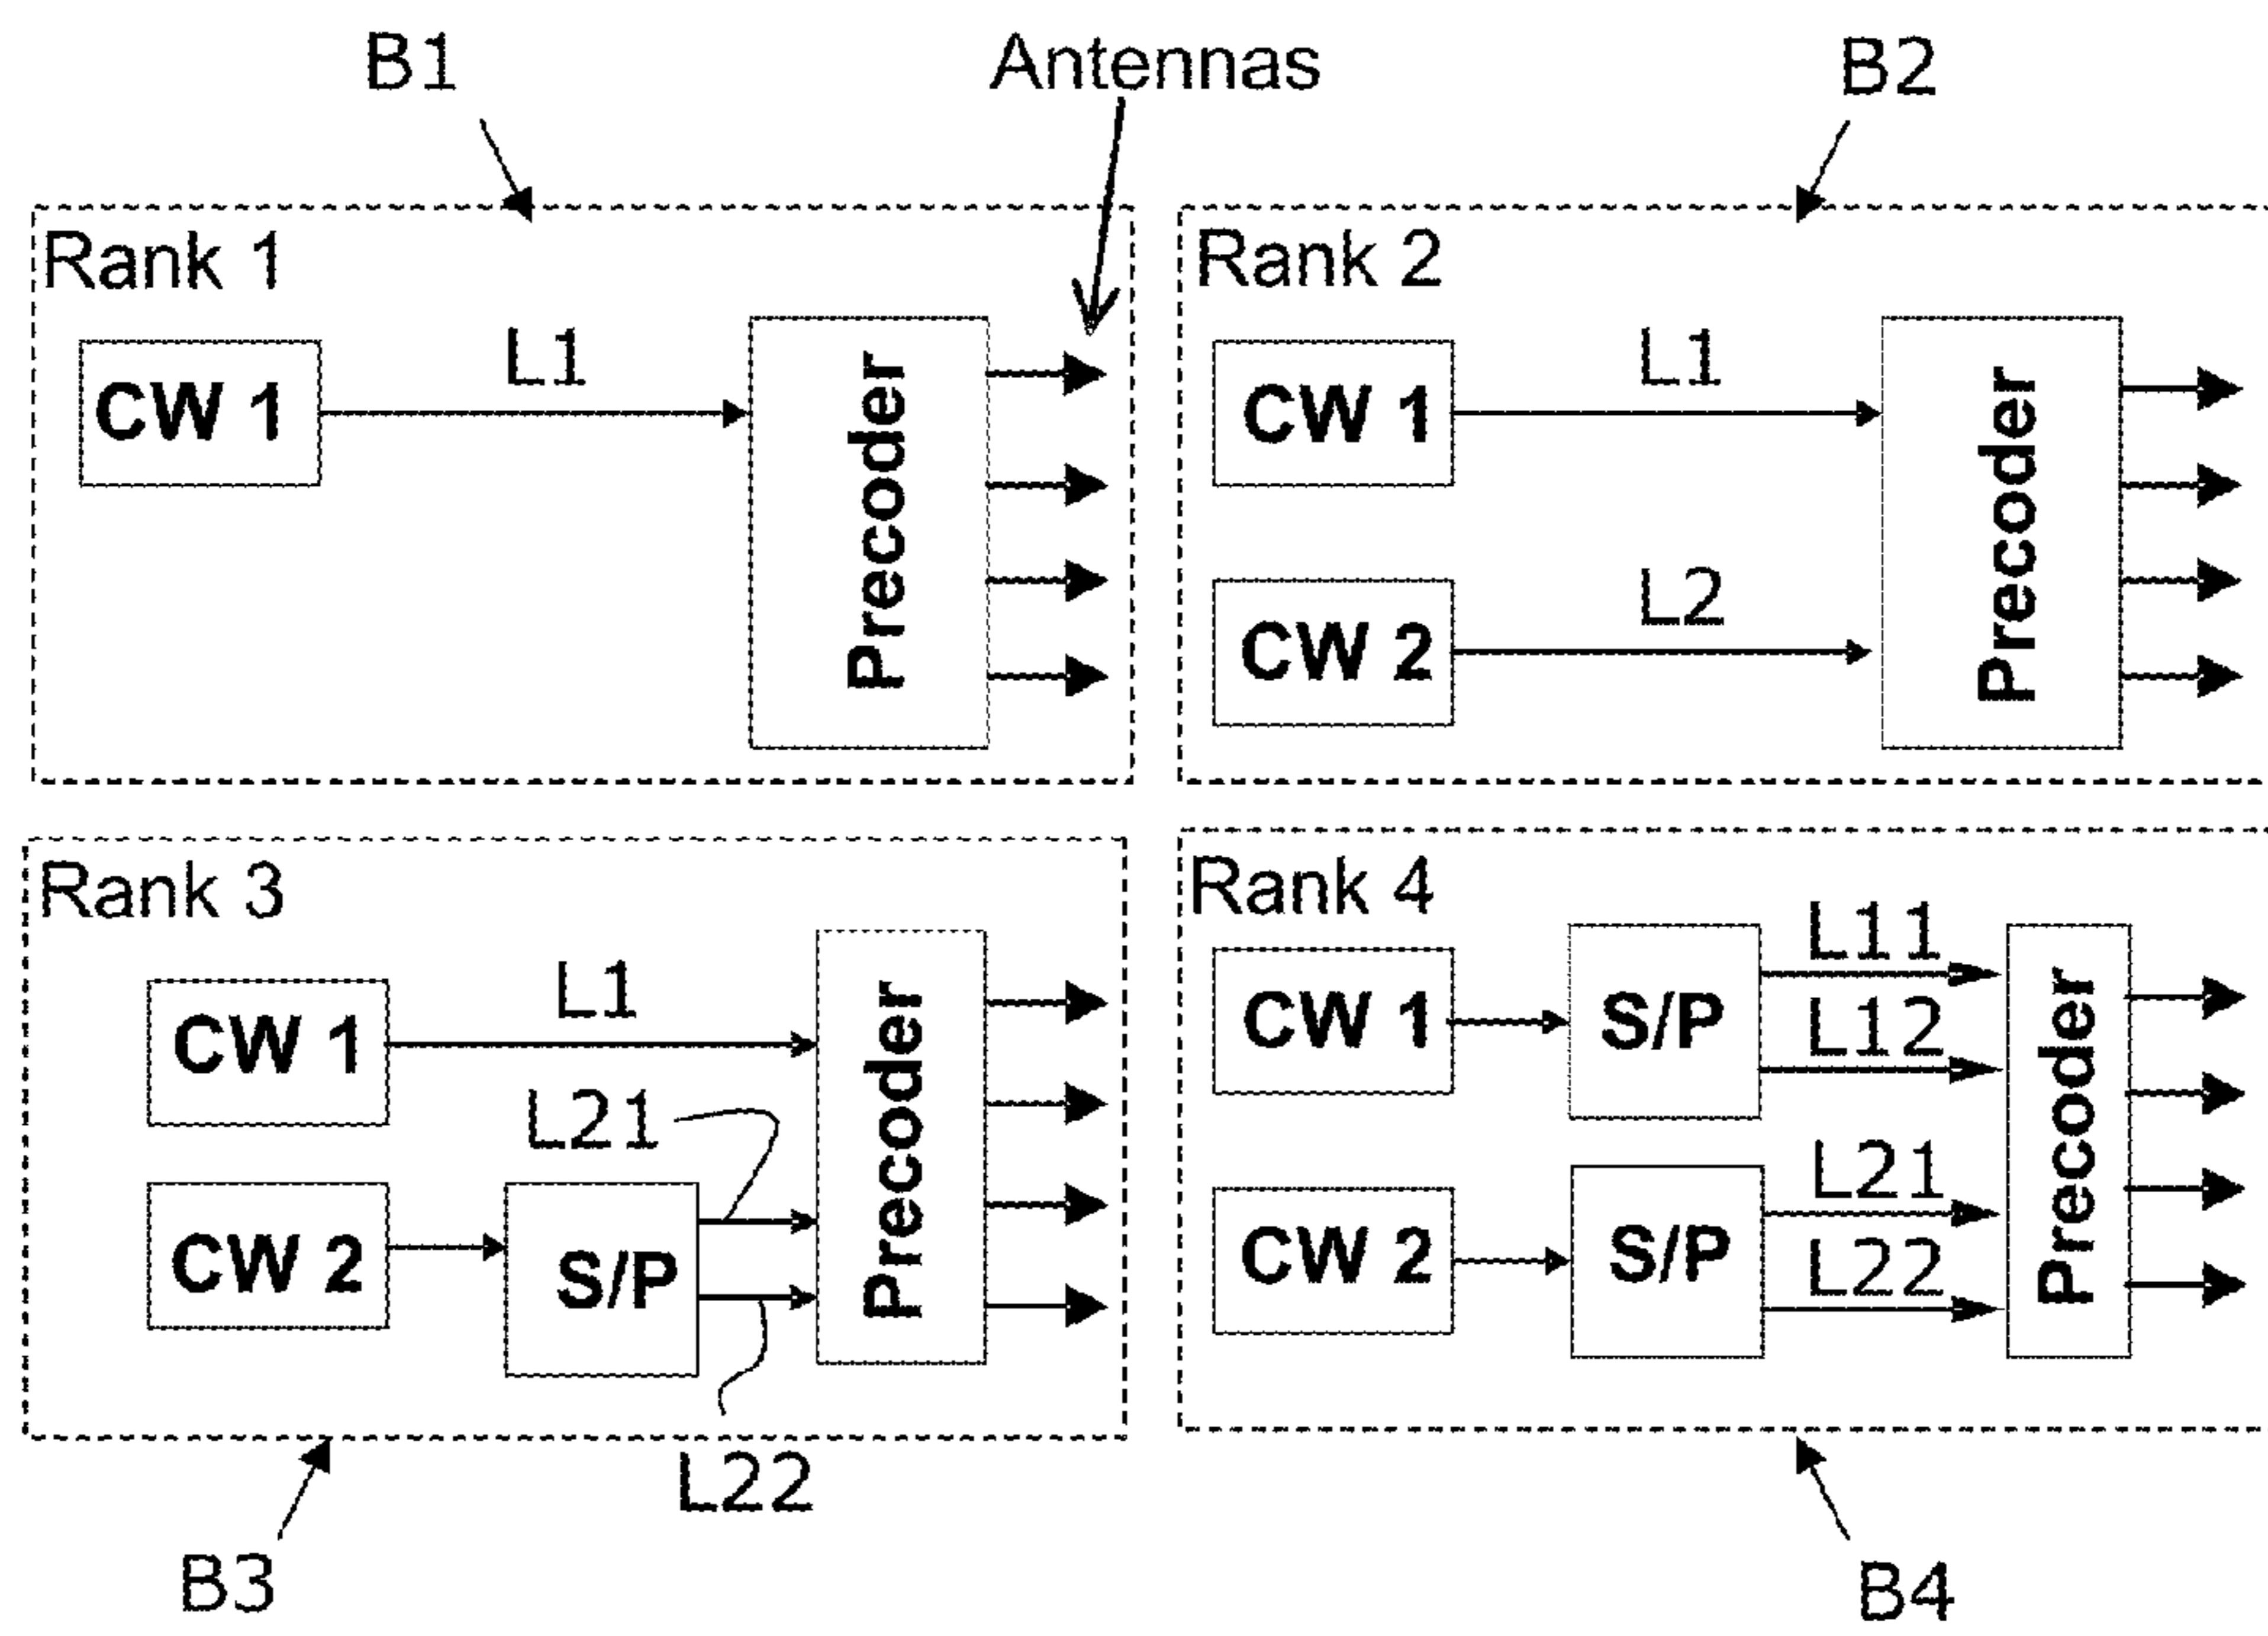 B1
Antennas
B2
Rank 1
CW 1
L1
Precoder
Rank 2
CW 1
L1
CW 2
L2
Precoder
Rank 3
CW 1
L1
L21
CW 2
S/P
L22
Precoder
B3
Rank 4
CW 1
S/P
L11
L12
CW 2
S/P
L21
L22
Precoder
B4